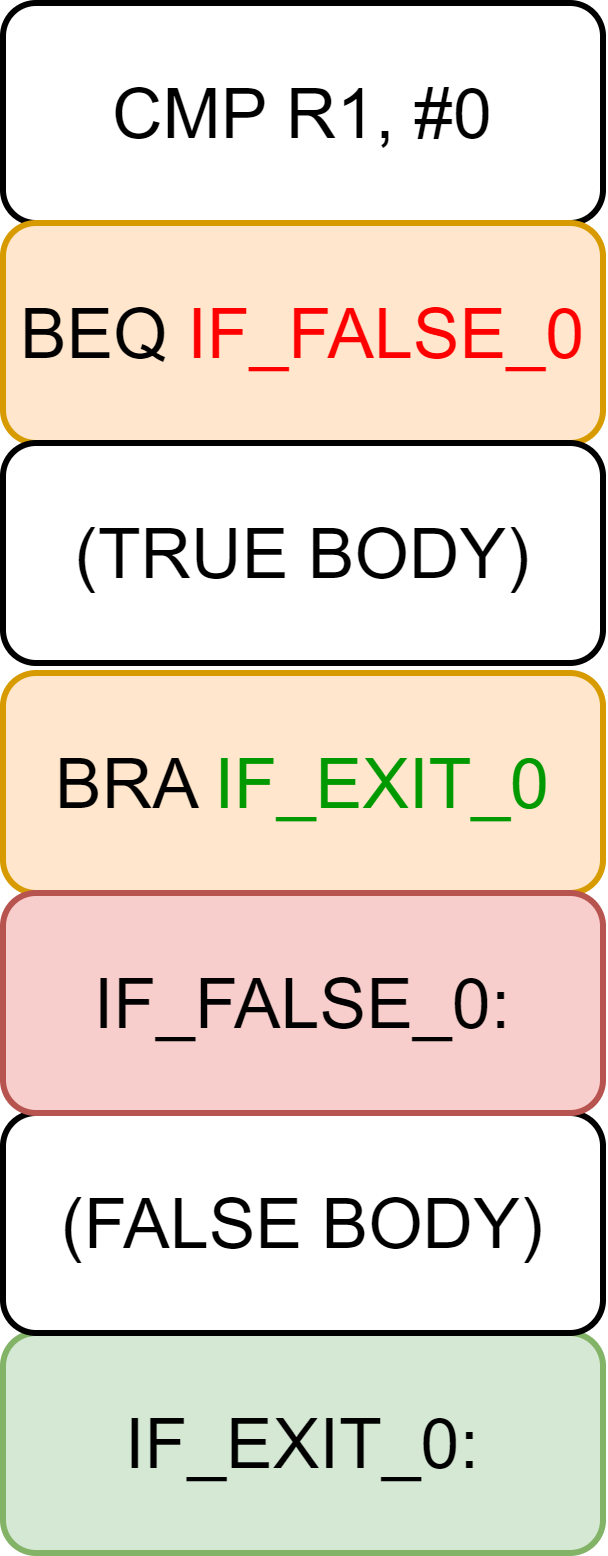 CMP R1, #0
BEQ IF_FALSE_0
(TRUE BODY)
BRA IF_EXIT_0
IF_FALSE_0:
(FALSE BODY)
IF_EXIT_0: